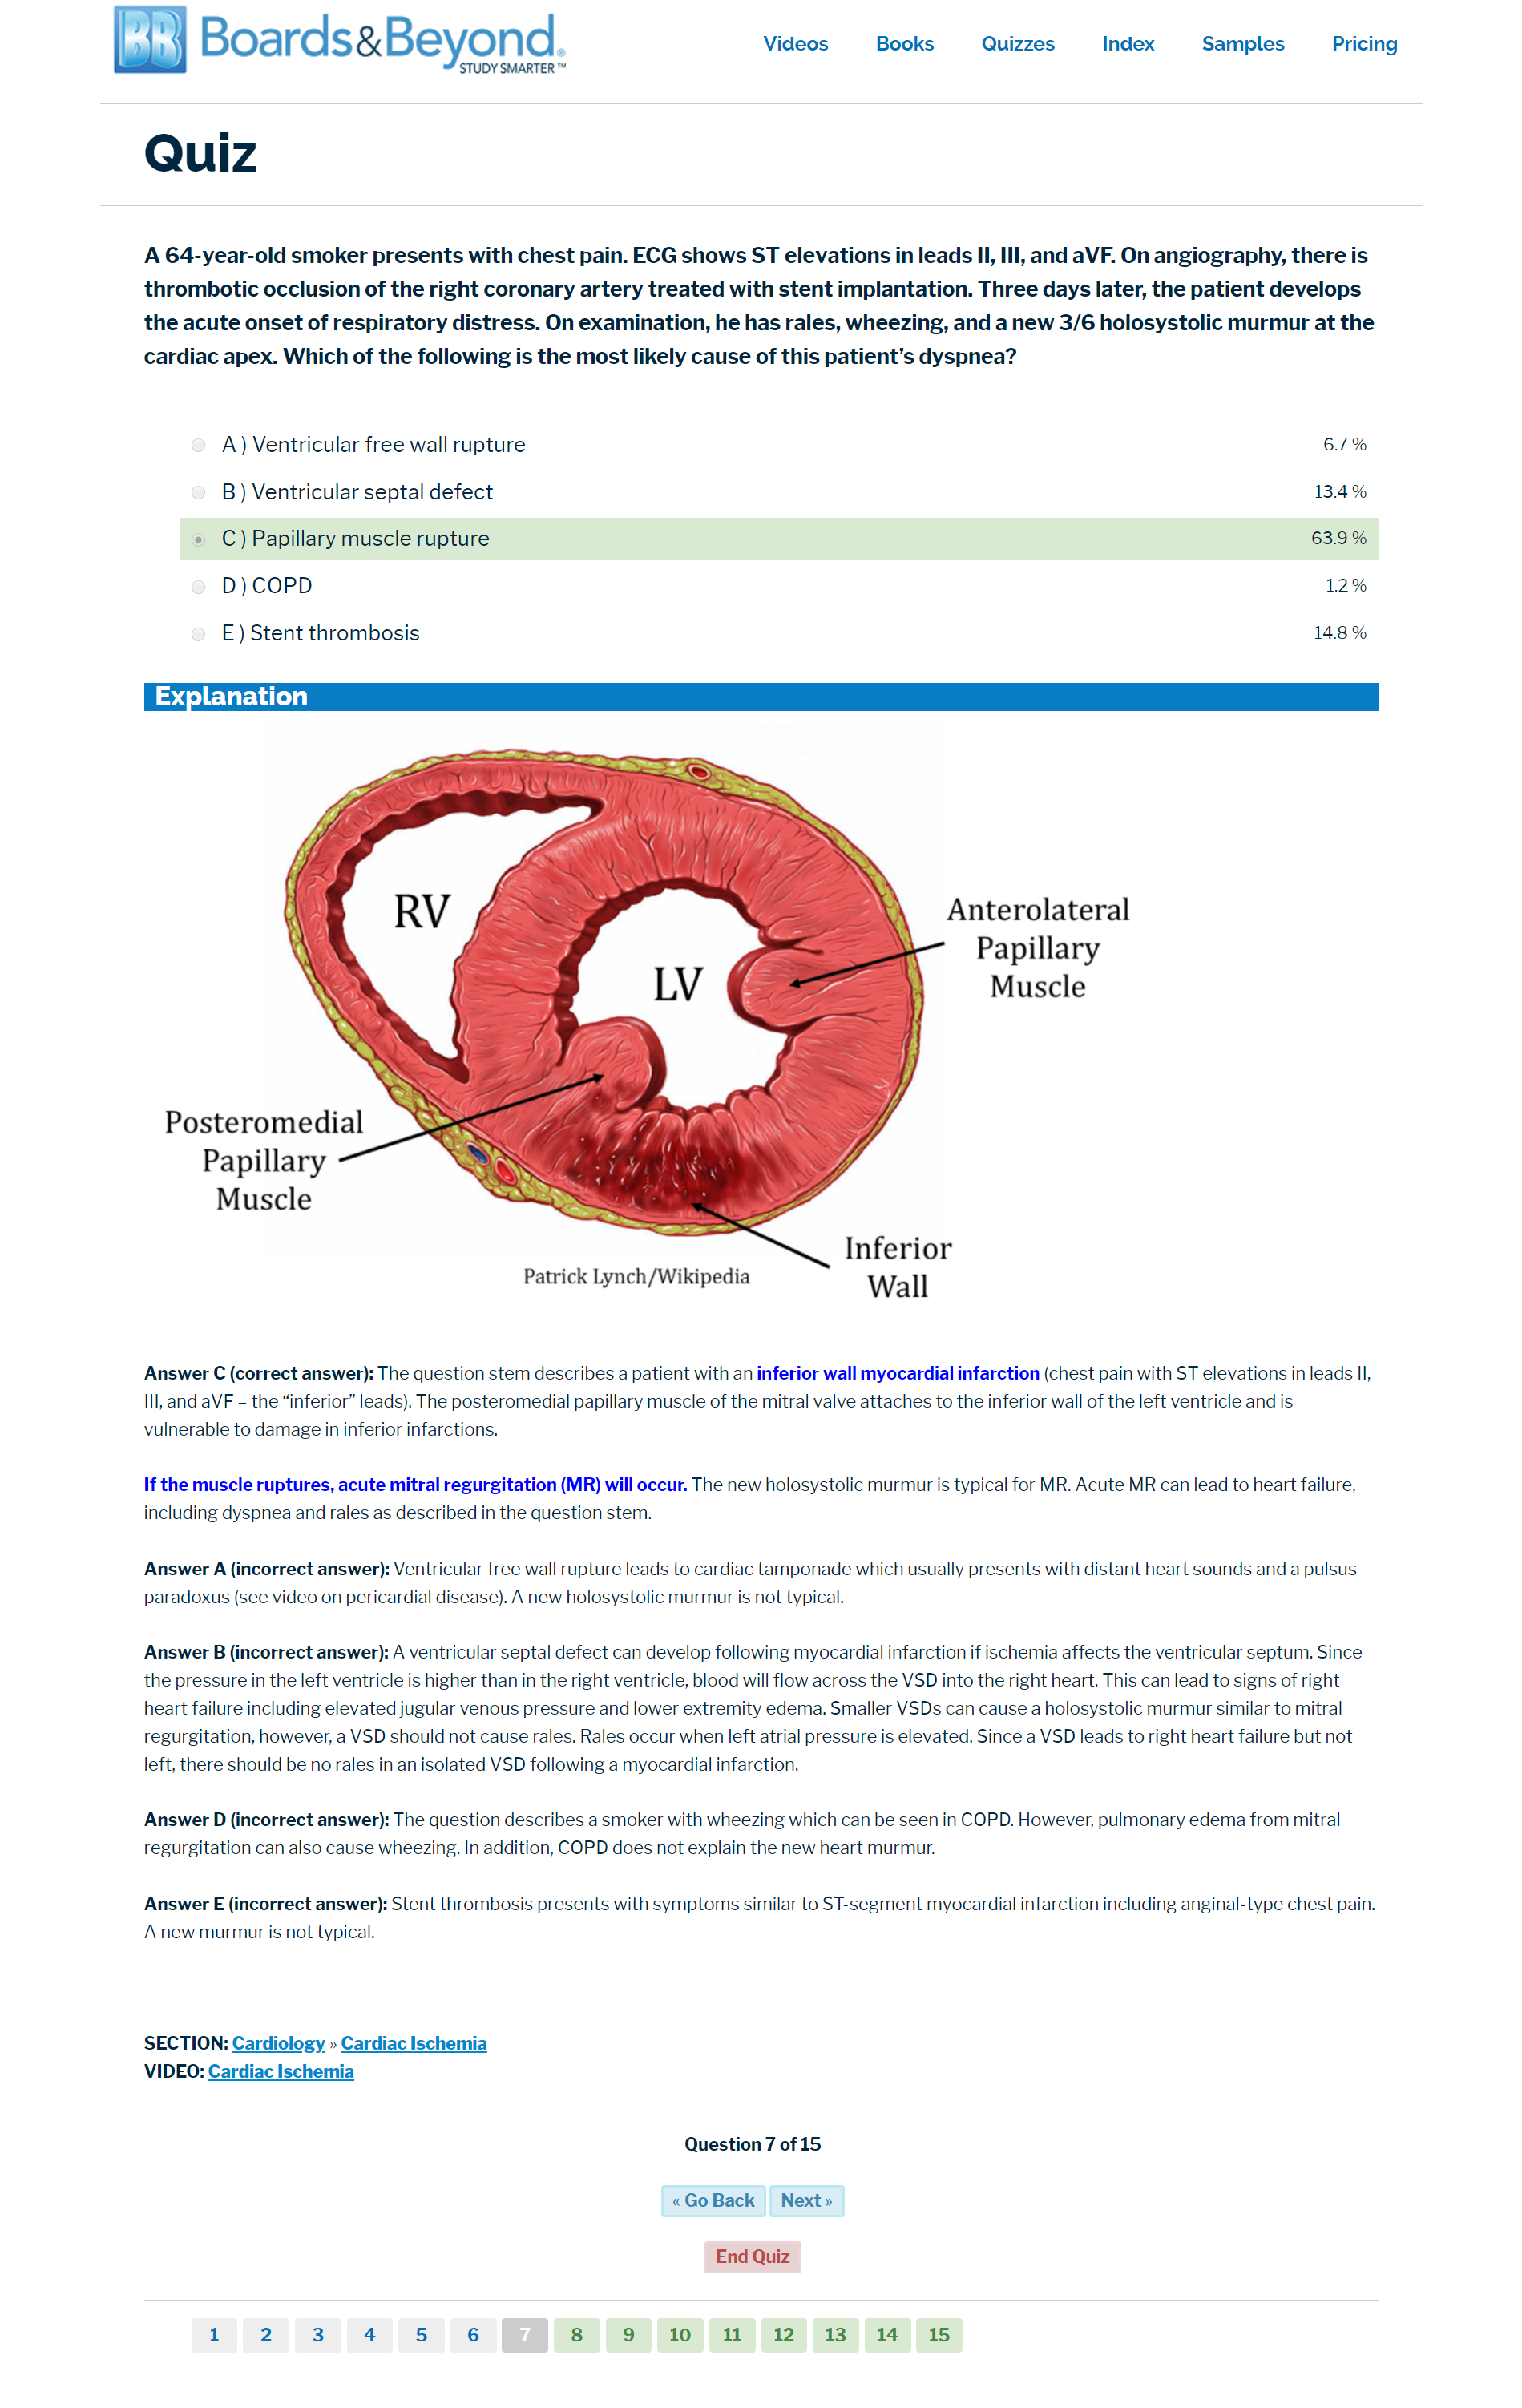 BB Boards&Beyond®
STUDY SMARTER™
Videos Books Quizzes Index Samples Pricing
Quiz
A 64-year-old smoker presents with chest pain. ECG shows ST elevations in leads II, III, and aVF. On angiography, there is
thrombotic occlusion of the right coronary artery treated with stent implantation. Three days later, the patient develops
the acute onset of respiratory distress. On examination, he has rales, wheezing, and a new 3/6 holosystolic murmur at the
cardiac apex. Which of the following is the most likely cause of this patient’s dyspnea?
A ) Ventricular free wall rupture 6.7 %
B ) Ventricular septal defect 13.4 %
C ) Papillary muscle rupture 63.9 %
D ) COPD 1.2 %
E ) Stent thrombosis 14.8 %
Explanation
RV
LV
Anterolateral
Papillary
Muscle
Posteromedial
Papillary
Muscle
Inferior
Wall
Patrick Lynch/Wikipedia
Answer C (correct answer): The question stem describes a patient with an inferior wall myocardial infarction (chest pain with ST elevations in leads II,
III, and aVF – the “inferior” leads). The posteromedial papillary muscle of the mitral valve attaches to the inferior wall of the left ventricle and is
vulnerable to damage in inferior infarctions.
If the muscle ruptures, acute mitral regurgitation (MR) will occur. The new holosystolic murmur is typical for MR. Acute MR can lead to heart failure,
including dyspnea and rales as described in the question stem.
Answer A (incorrect answer): Ventricular free wall rupture leads to cardiac tamponade which usually presents with distant heart sounds and a pulsus
paradoxus (see video on pericardial disease). A new holosystolic murmur is not typical.
Answer B (incorrect answer): A ventricular septal defect can develop following myocardial infarction if ischemia affects the ventricular septum. Since
the pressure in the left ventricle is higher than in the right ventricle, blood will flow across the VSD into the right heart. This can lead to signs of right
heart failure including elevated jugular venous pressure and lower extremity edema. Smaller VSDs can cause a holosystolic murmur similar to mitral
regurgitation, however, a VSD should not cause rales. Rales occur when left atrial pressure is elevated. Since a VSD leads to right heart failure but not
left, there should be no rales in an isolated VSD following a myocardial infarction.
Answer D (incorrect answer): The question describes a smoker with wheezing which can be seen in COPD. However, pulmonary edema from mitral
regurgitation can also cause wheezing. In addition, COPD does not explain the new heart murmur.
Answer E (incorrect answer): Stent thrombosis presents with symptoms similar to ST-segment myocardial infarction including anginal-type chest pain.
A new murmur is not typical.
SECTION: Cardiology » Cardiac Ischemia
VIDEO: Cardiac Ischemia
Question 7 of 15
« Go Back Next »
End Quiz
1 2 3 4 5 6 7 8 9 10 11 12 13 14 15